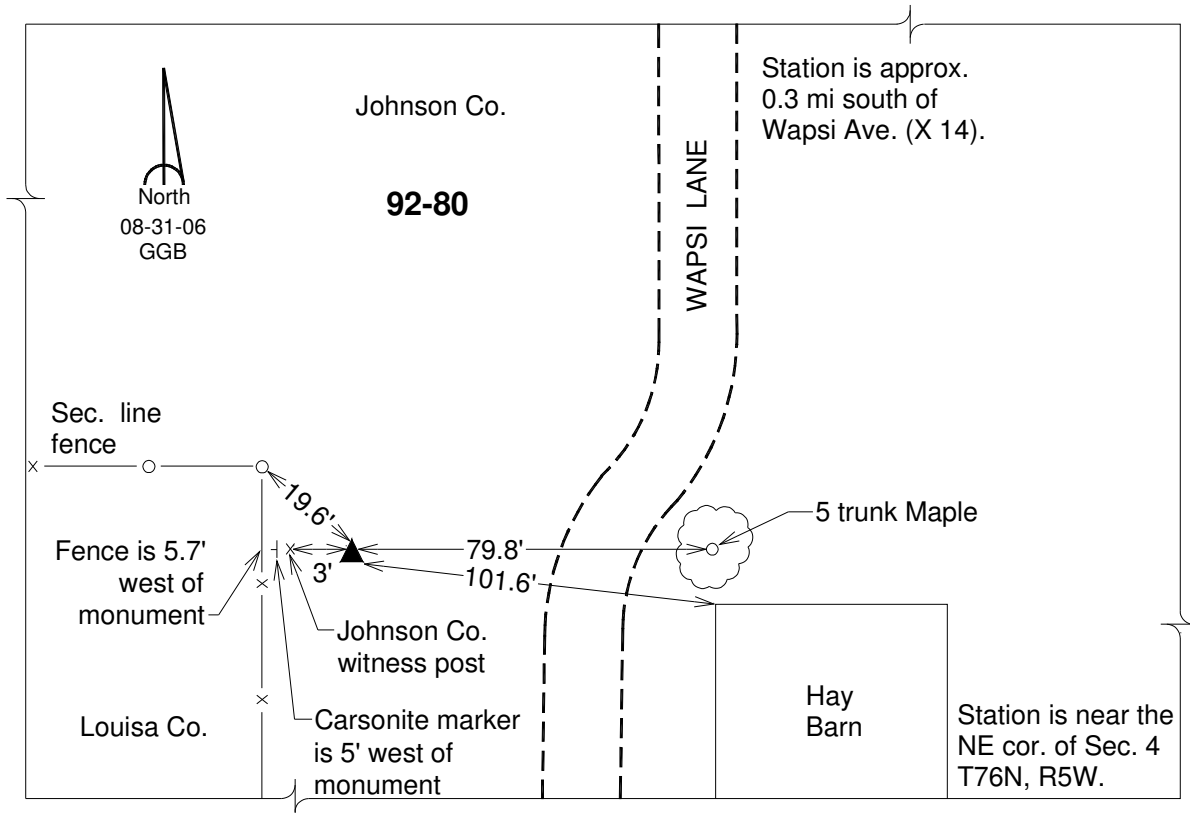 Station is approx.
0.3 mi south of
Wapsi Ave. (X 14).
Johnson Co.
North
08-31-06
GGB
92-80
WAPSI LANE
Sec. line
fence
19.6'
5 trunk Maple
Fence is 5.7'
west of
monument
79.8'
3'
101.6'
Johnson Co.
witness post
Louisa Co.
Carsonite marker
is 5' west of
monument
Hay
Barn
Station is near the
NE cor. of Sec. 4
T76N, R5W.